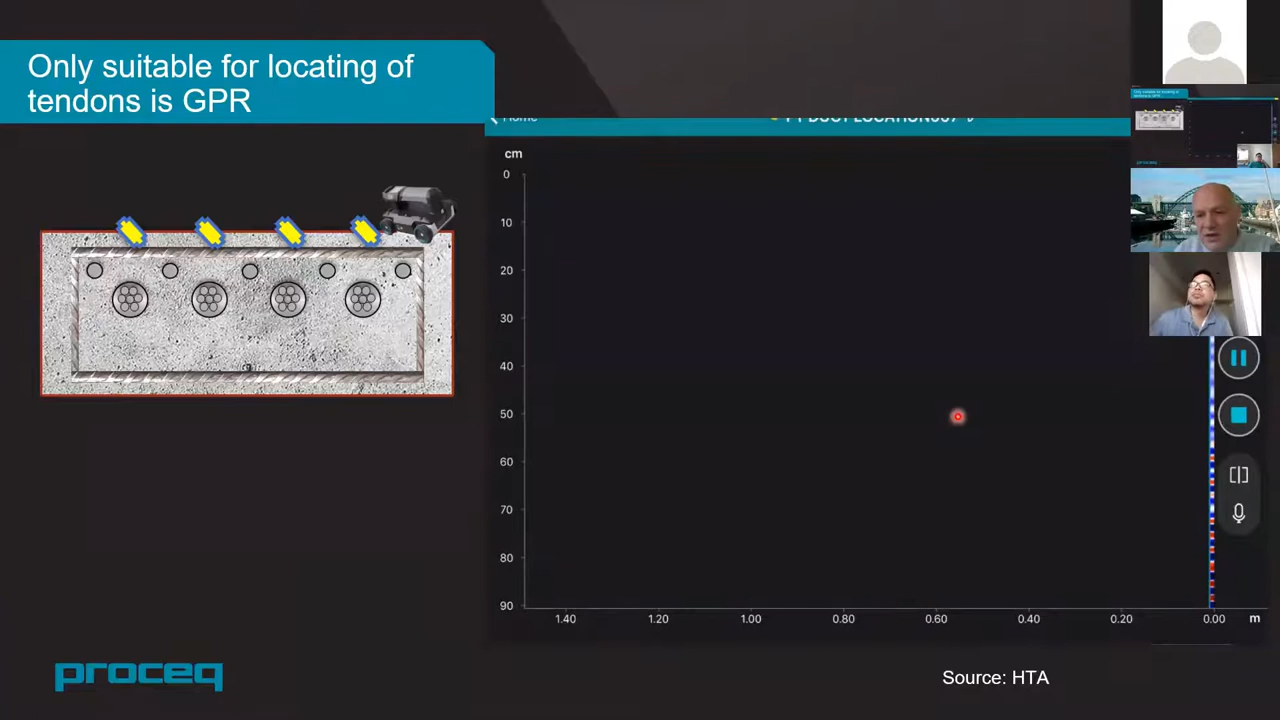 Only suitable for locating of
tendons is GPR
Home
cm
0
10
20
30
40
50
60
70
80
90
1.40
1.20
1.00
0.80
0.60
0.40
0.20
0.00
m
proceq
Source: HTA